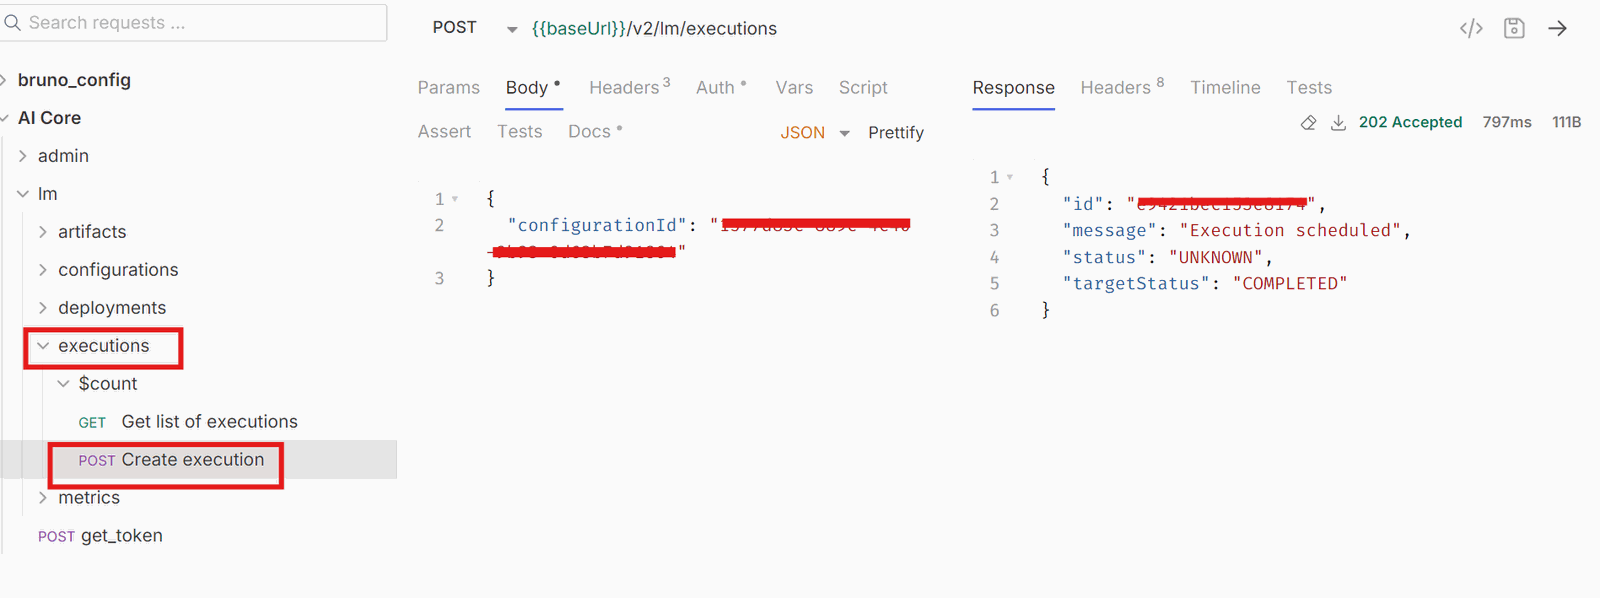 Search requests ...
bruno_config
AI Core
admin
lm
artifacts
configurations
deployments
executions
$count
GET Get list of executions
POST Create execution
metrics
POST get_token
POST {{baseUrl}}/v2/lm/executions
Params Body Headers 3 Auth Vars Script
Assert Tests Docs JSON Prettify
1 {
2 "configurationId": "
"
3 }
Response Headers 8 Timeline Tests
202 Accepted 797ms 111B
1 {
2 "id": "",
3 "message": "Execution scheduled",
4 "status": "UNKNOWN",
5 "targetStatus": "COMPLETED"
6 }